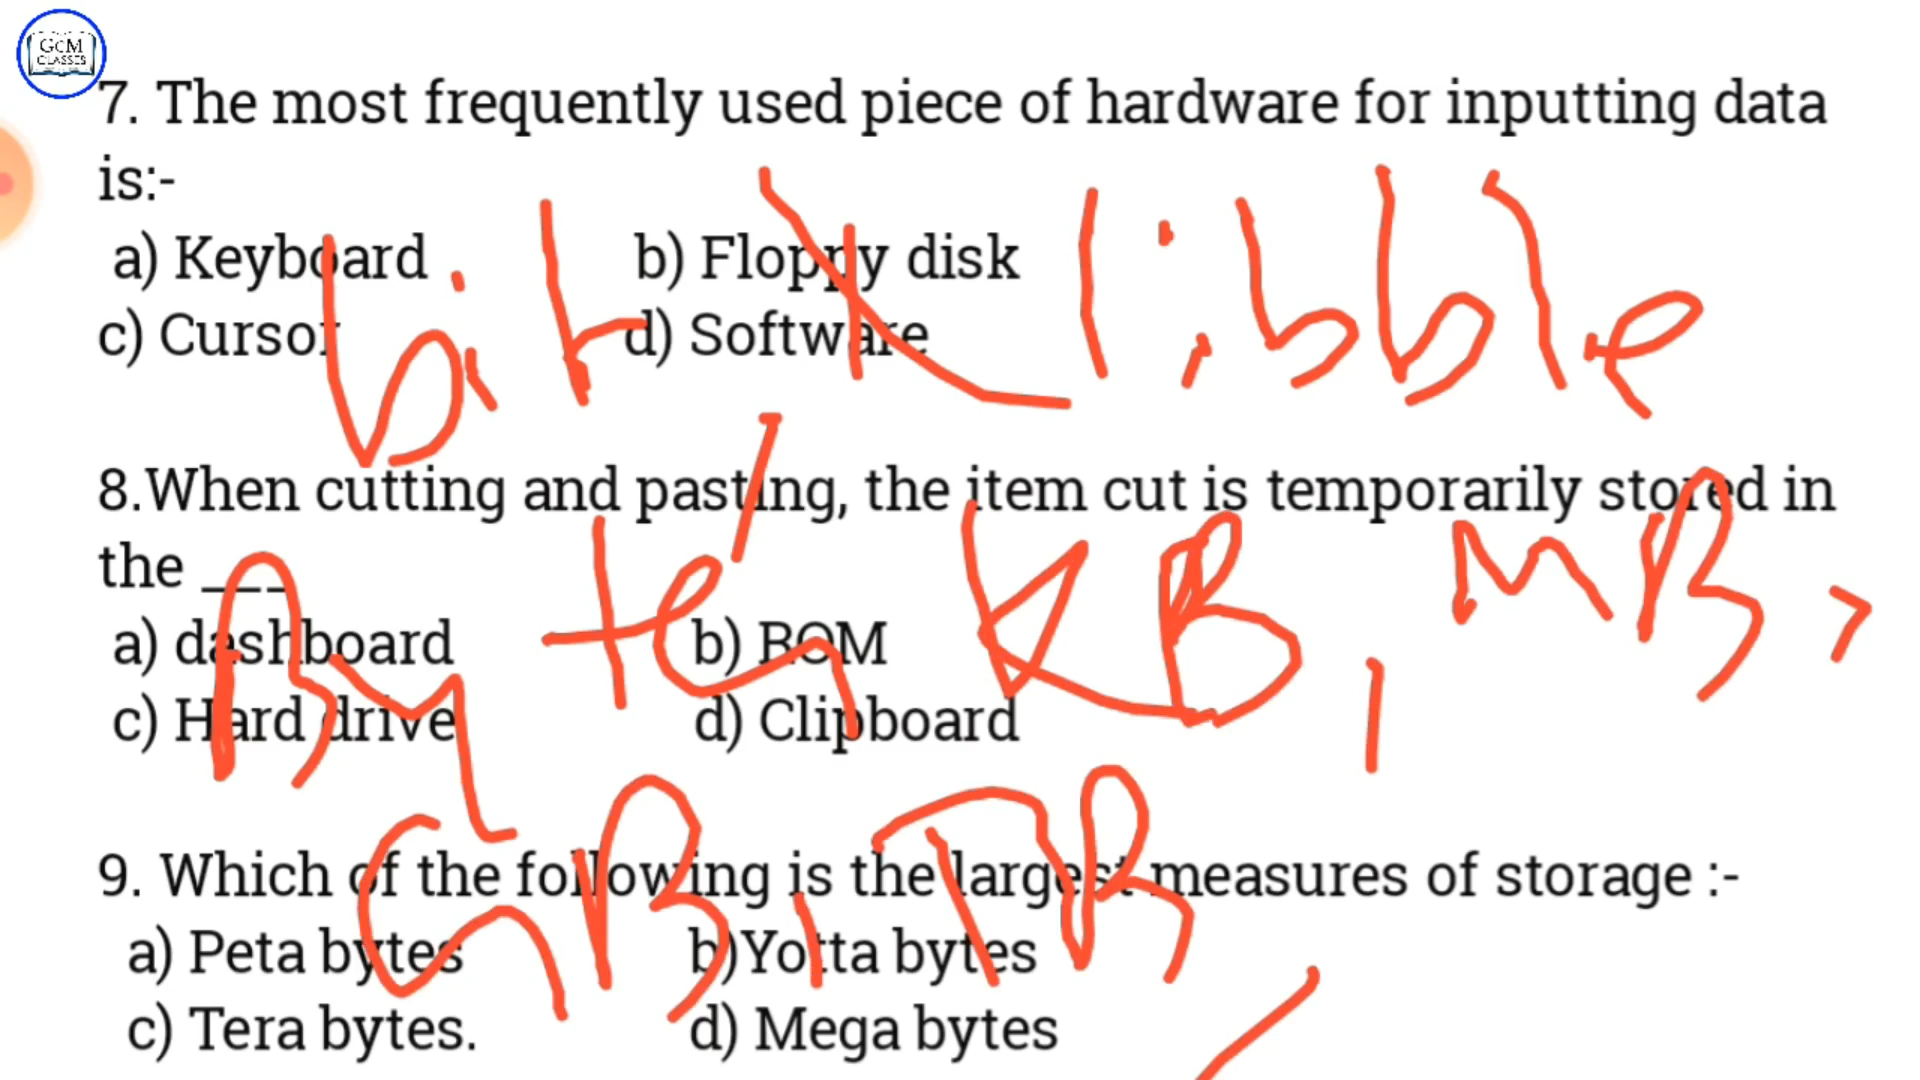 GCM
CLASSES
7. The most frequently used piece of hardware for inputting data
is:-
a) Keyboard b) Floppy disk
c) Cursor d) Software
bit Nibble
8.When cutting and pasting, the item cut is temporarily stored in
the ___
a) dashboard b) ROM
c) Hard drive d) Clipboard
Byte, KB, MB,
9. Which of the following is the largest measures of storage :-
GB, TB
a) Peta bytes b)Yotta bytes
c) Tera bytes. d) Mega bytes